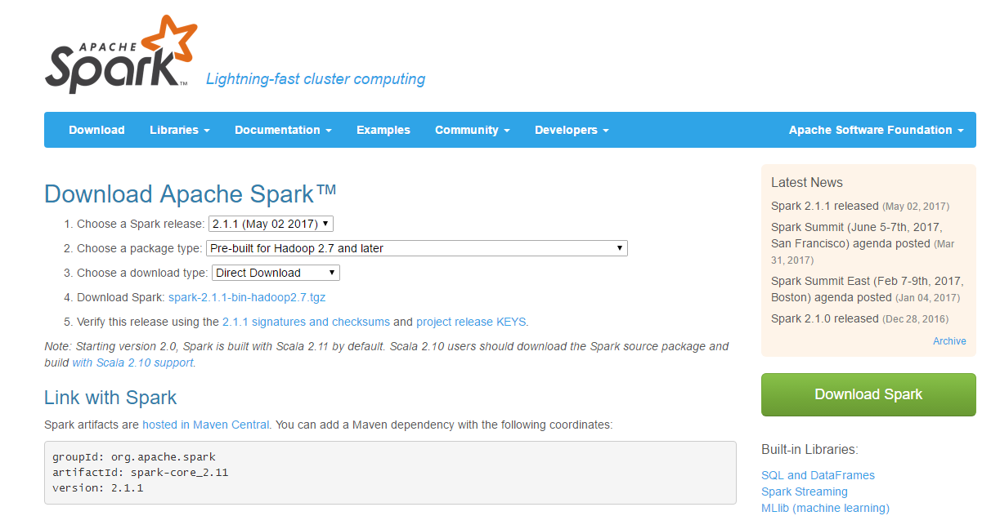 APACHE
Spark™
Lightning-fast cluster computing
Download Libraries Documentation Examples Community Developers Apache Software Foundation
Download Apache Spark™
1. Choose a Spark release: 2.1.1 (May 02 2017)
2. Choose a package type: Pre-built for Hadoop 2.7 and later
3. Choose a download type: Direct Download
4. Download Spark: spark-2.1.1-bin-hadoop2.7.tgz
5. Verify this release using the 2.1.1 signatures and checksums and project release KEYS.
Note: Starting version 2.0, Spark is built with Scala 2.11 by default. Scala 2.10 users should download the Spark source package and
build with Scala 2.10 support.
Link with Spark
Spark artifacts are hosted in Maven Central. You can add a Maven dependency with the following coordinates:
groupId: org.apache.spark
artifactId: spark-core_2.11
version: 2.1.1
Latest News
Spark 2.1.1 released (May 02, 2017)
Spark Summit (June 5-7th, 2017,
San Francisco) agenda posted (Mar
31, 2017)
Spark Summit East (Feb 7-9th, 2017,
Boston) agenda posted (Jan 04, 2017)
Spark 2.1.0 released (Dec 28, 2016)
Archive
Download Spark
Built-in Libraries:
SQL and DataFrames
Spark Streaming
MLlib (machine learning)